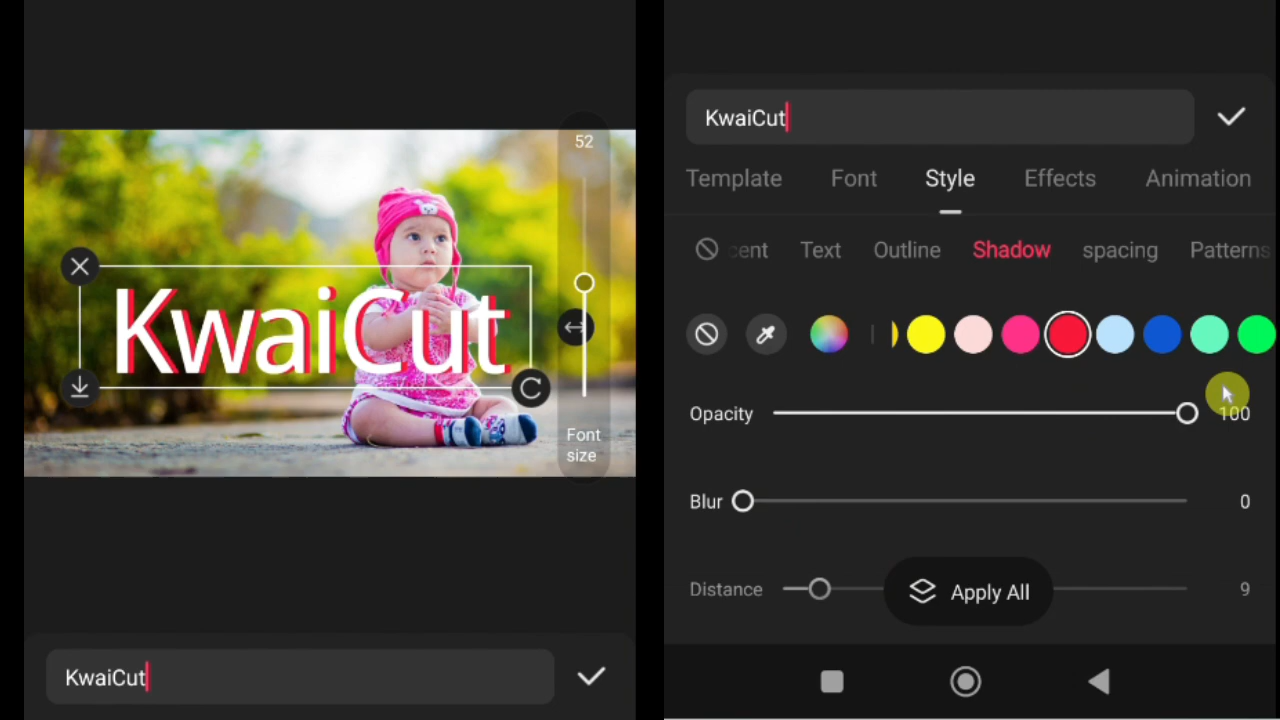 52
KwaiCut
Font
size
KwaiCut
KwaiCut
Template Font Style Effects Animation
cent Text Outline Shadow spacing Patterns
Opacity 100
Blur 0
Distance 9
Apply All